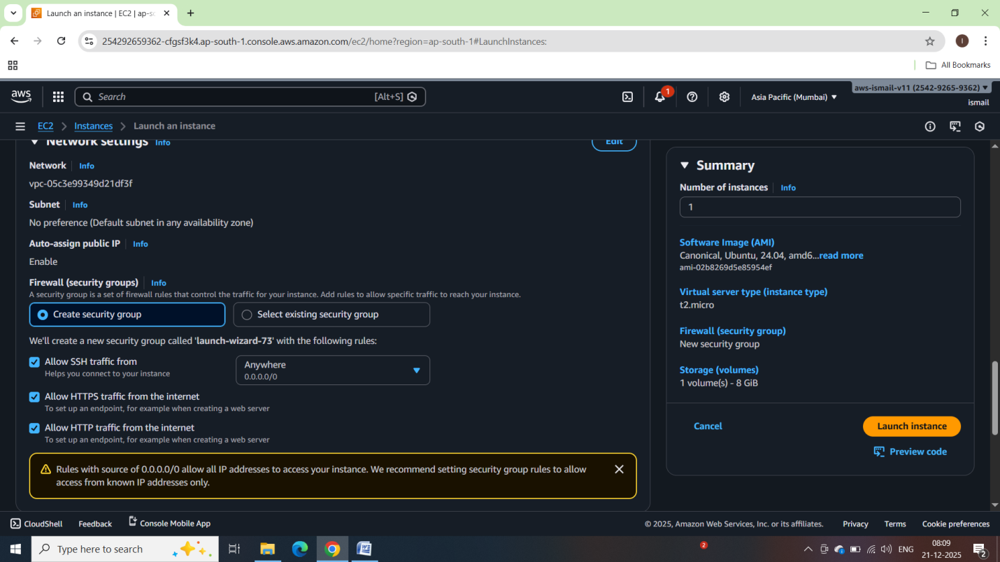 Launch an instance | EC2 | ap-so
254292659362-cfgsf3k4.ap-south-1.console.aws.amazon.com/ec2/home?region=ap-south-1#LaunchInstances:
I
All Bookmarks
aws
Search
[Alt+S]
1
Asia Pacific (Mumbai) ▼
aws-ismail-v11 (2542-9265-9362) ▼
ismail
EC2 > Instances > Launch an instance
▼ Network settings Info
Edit
Network | Info
vpc-05c3e99349d21df3f
Subnet | Info
No preference (Default subnet in any availability zone)
Auto-assign public IP | Info
Enable
Firewall (security groups) | Info
A security group is a set of firewall rules that control the traffic for your instance. Add rules to allow specific traffic to reach your instance.
Create security group
Select existing security group
We'll create a new security group called 'launch-wizard-73' with the following rules:
Allow SSH traffic from
Helps you connect to your instance
Anywhere
0.0.0.0/0
Allow HTTPS traffic from the internet
To set up an endpoint, for example when creating a web server
Allow HTTP traffic from the internet
To set up an endpoint, for example when creating a web server
Rules with source of 0.0.0.0/0 allow all IP addresses to access your instance. We recommend setting security group rules to allow
access from known IP addresses only.
▼ Summary
Number of instances | Info
1
Software Image (AMI)
Canonical, Ubuntu, 24.04, amd6...read more
ami-02b8269d5e85954ef
Virtual server type (instance type)
t2.micro
Firewall (security group)
New security group
Storage (volumes)
1 volume(s) - 8 GiB
Cancel
Launch instance
Preview code
CloudShell
Feedback
Console Mobile App
© 2025, Amazon Web Services, Inc. or its affiliates.
Privacy
Terms
Cookie preferences
Type here to search
2
ENG
08:09
21-12-2025
2